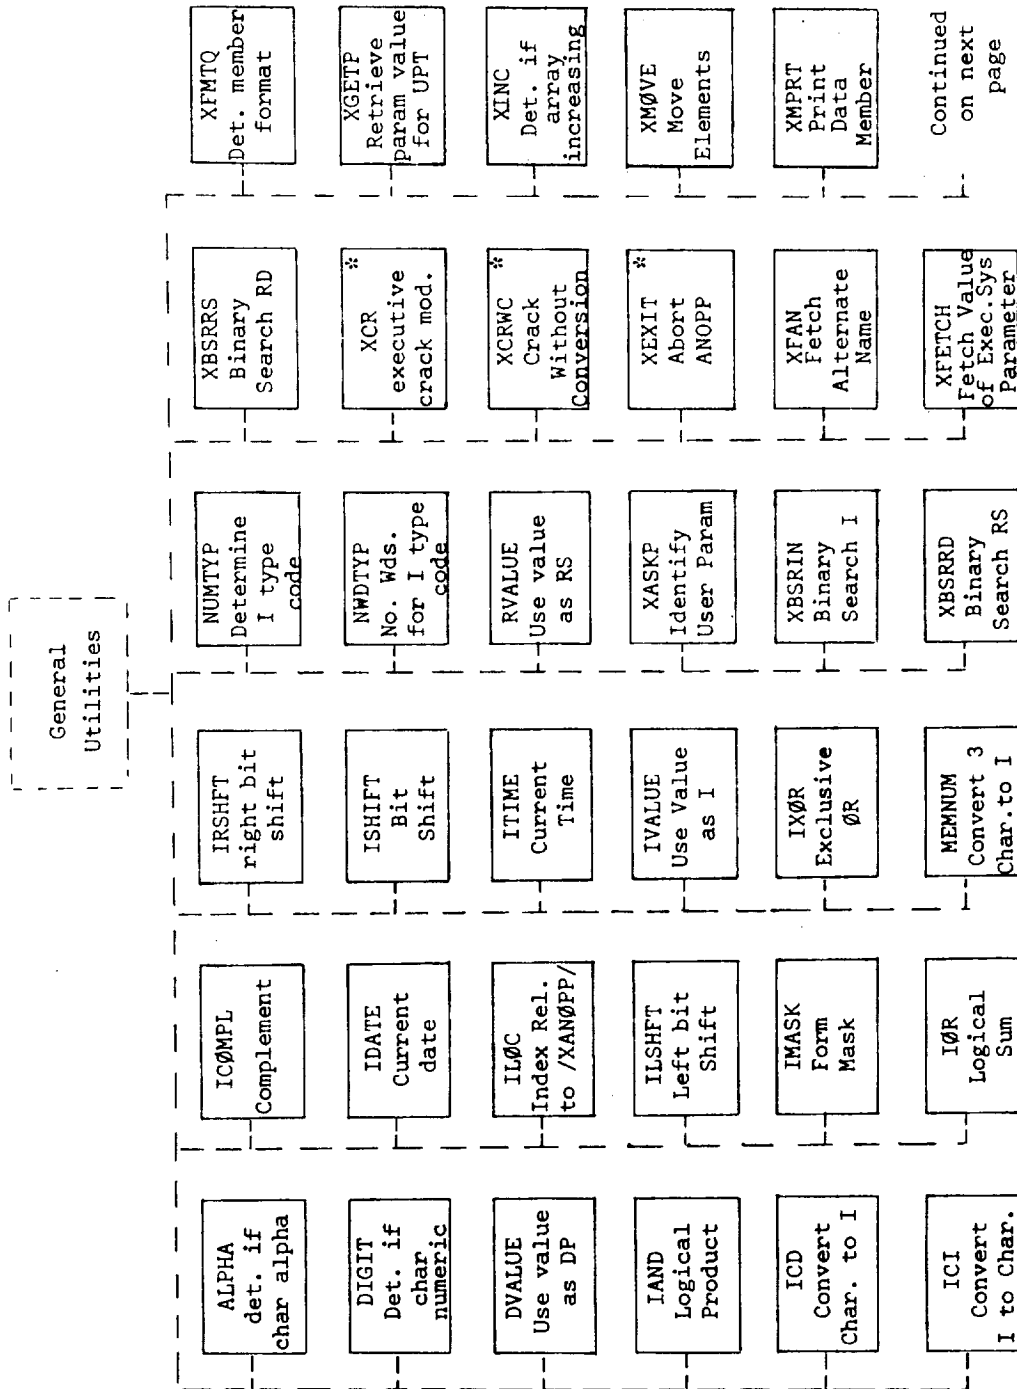 General
Utilities
ALPHA
det. if
char alpha
DIGIT
Det. if
char
numeric
DVALUE
Use value
as DP
IAND
Logical
Product
ICD
Convert
Char. to I
ICI
Convert
I to Char.
ICØMPL
Complement
IDATE
Current
date
ILØC
Index Rel.
to /XANØPP/
ILSHFT
Left bit
Shift
IMASK
Form
Mask
IØR
Logical
Sum
IRSHFT
right bit
shift
ISHIFT
Bit
Shift
ITIME
Current
Time
IVALUE
Use Value
as I
IXØR
Exclusive
ØR
MEMNUM
Convert 3
Char.to I
NUMTYP
Determine
I type
code
NWDTYP
No. Wds.
for I type
code
RVALUE
Use value
as RS
XASKP
Identify
User Param
XBSRIN
Binary
Search I
XBSRRD
Binary
Search RS
XBSRRS
Binary
Search RD
XCR *
executive
crack mod.
XCRWC *
Crack
Without
Conversion
XEXIT *
Abort
ANOPP
XFAN
Fetch
Alternate
Name
XFETCH
Fetch Value
of Exec.Sys
Parameter
XFMTQ
Det. member
format
XGETP
Retrieve
param value
for UPT
XINC
Det. if
array
increasing
XMØVE
Move
Elements
XMPRT
Print
Data
Member
Continued
on next
page